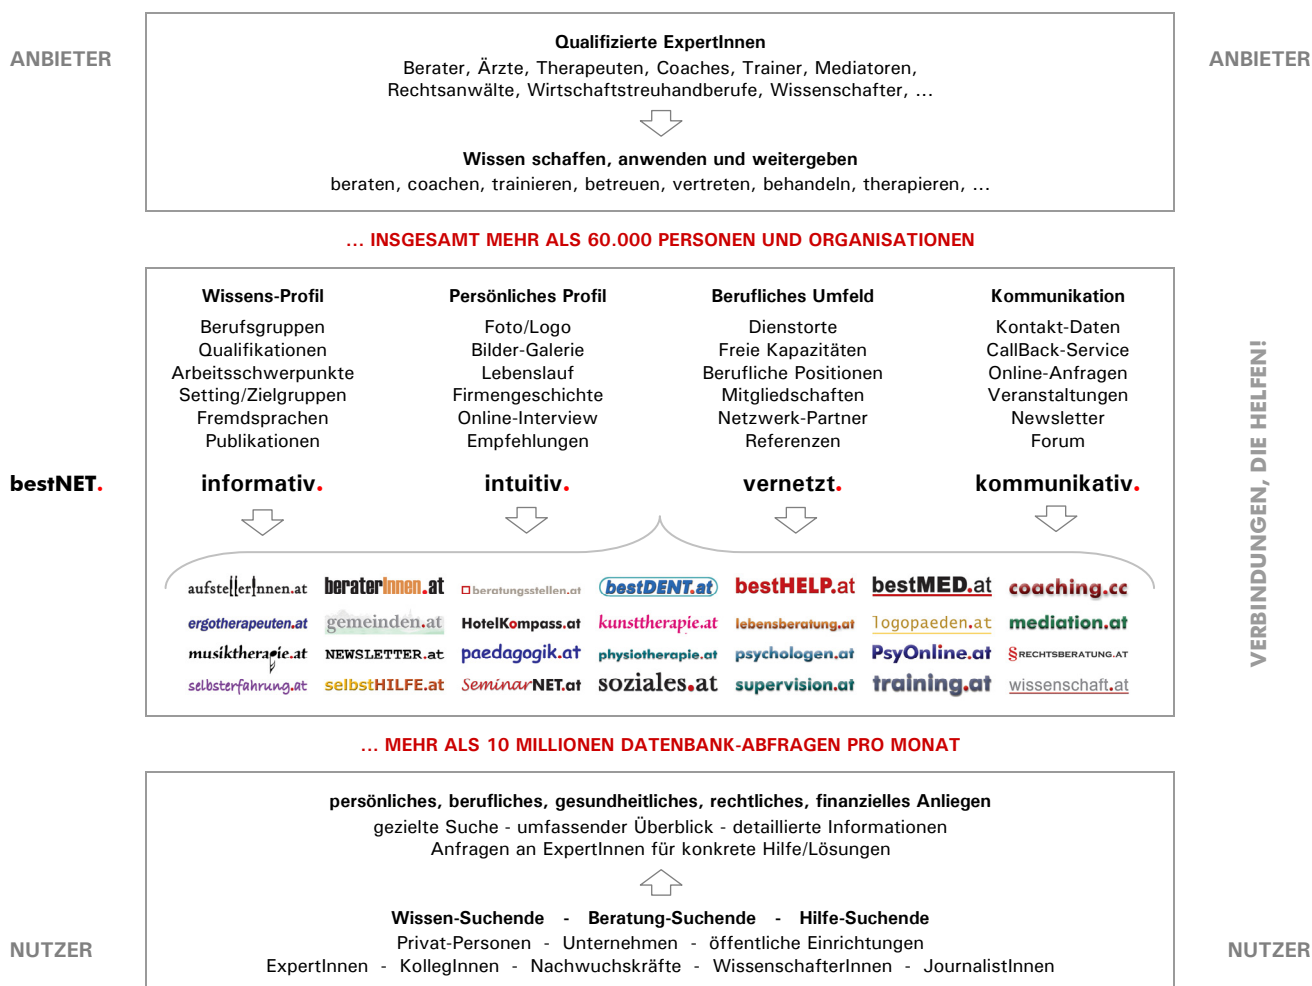 ANBIETER
ANBIETER
Qualifizierte ExpertInnen
Berater, Ärzte, Therapeuten, Coaches, Trainer, Mediatoren,
Rechtsanwälte, Wirtschaftstreuhandberufe, Wissenschafter, ...
Wissen schaffen, anwenden und weitergeben
beraten, coachen, trainieren, betreuen, vertreten, behandeln, therapieren, ...
... INSGESAMT MEHR ALS 60.000 PERSONEN UND ORGANISATIONEN
Wissens-Profil
Berufsgruppen
Qualifikationen
Arbeitsschwerpunkte
Setting/Zielgruppen
Fremdsprachen
Publikationen
informativ.
Persönliches Profil
Foto/Logo
Bilder-Galerie
Lebenslauf
Firmengeschichte
Online-Interview
Empfehlungen
intuitiv.
Berufliches Umfeld
Dienstorte
Freie Kapazitäten
Berufliche Positionen
Mitgliedschaften
Netzwerk-Partner
Referenzen
vernetzt.
Kommunikation
Kontakt-Daten
CallBack-Service
Online-Anfragen
Veranstaltungen
Newsletter
Forum
kommunikativ.
bestNET.
VERBINDUNGEN, DIE HELFEN!
aufstellerInnen.at beraterInnen.at beratungsstellen.at bestDENT.at bestHELP.at bestMED.at coaching.cc
ergotherapeuten.at gemeinden.at HotelKompass.at kunsttherapie.at lebensberatung.at logopaeden.at mediation.at
musiktherapie.at NEWSLETTER.at paedagogik.at physiotherapie.at psychologen.at PsyOnline.at §RECHTSBERATUNG.AT
selbsterfahrung.at selbstHILFE.at SeminarNET.at soziales.at supervision.at training.at wissenschaft.at
... MEHR ALS 10 MILLIONEN DATENBANK-ABFRAGEN PRO MONAT
persönliches, berufliches, gesundheitliches, rechtliches, finanzielles Anliegen
gezielte Suche - umfassender Überblick - detaillierte Informationen
Anfragen an ExpertInnen für konkrete Hilfe/Lösungen
Wissen-Suchende - Beratung-Suchende - Hilfe-Suchende
Privat-Personen - Unternehmen - öffentliche Einrichtungen
ExpertInnen - KollegInnen - Nachwuchskräfte - WissenschafterInnen - JournalistInnen
NUTZER
NUTZER